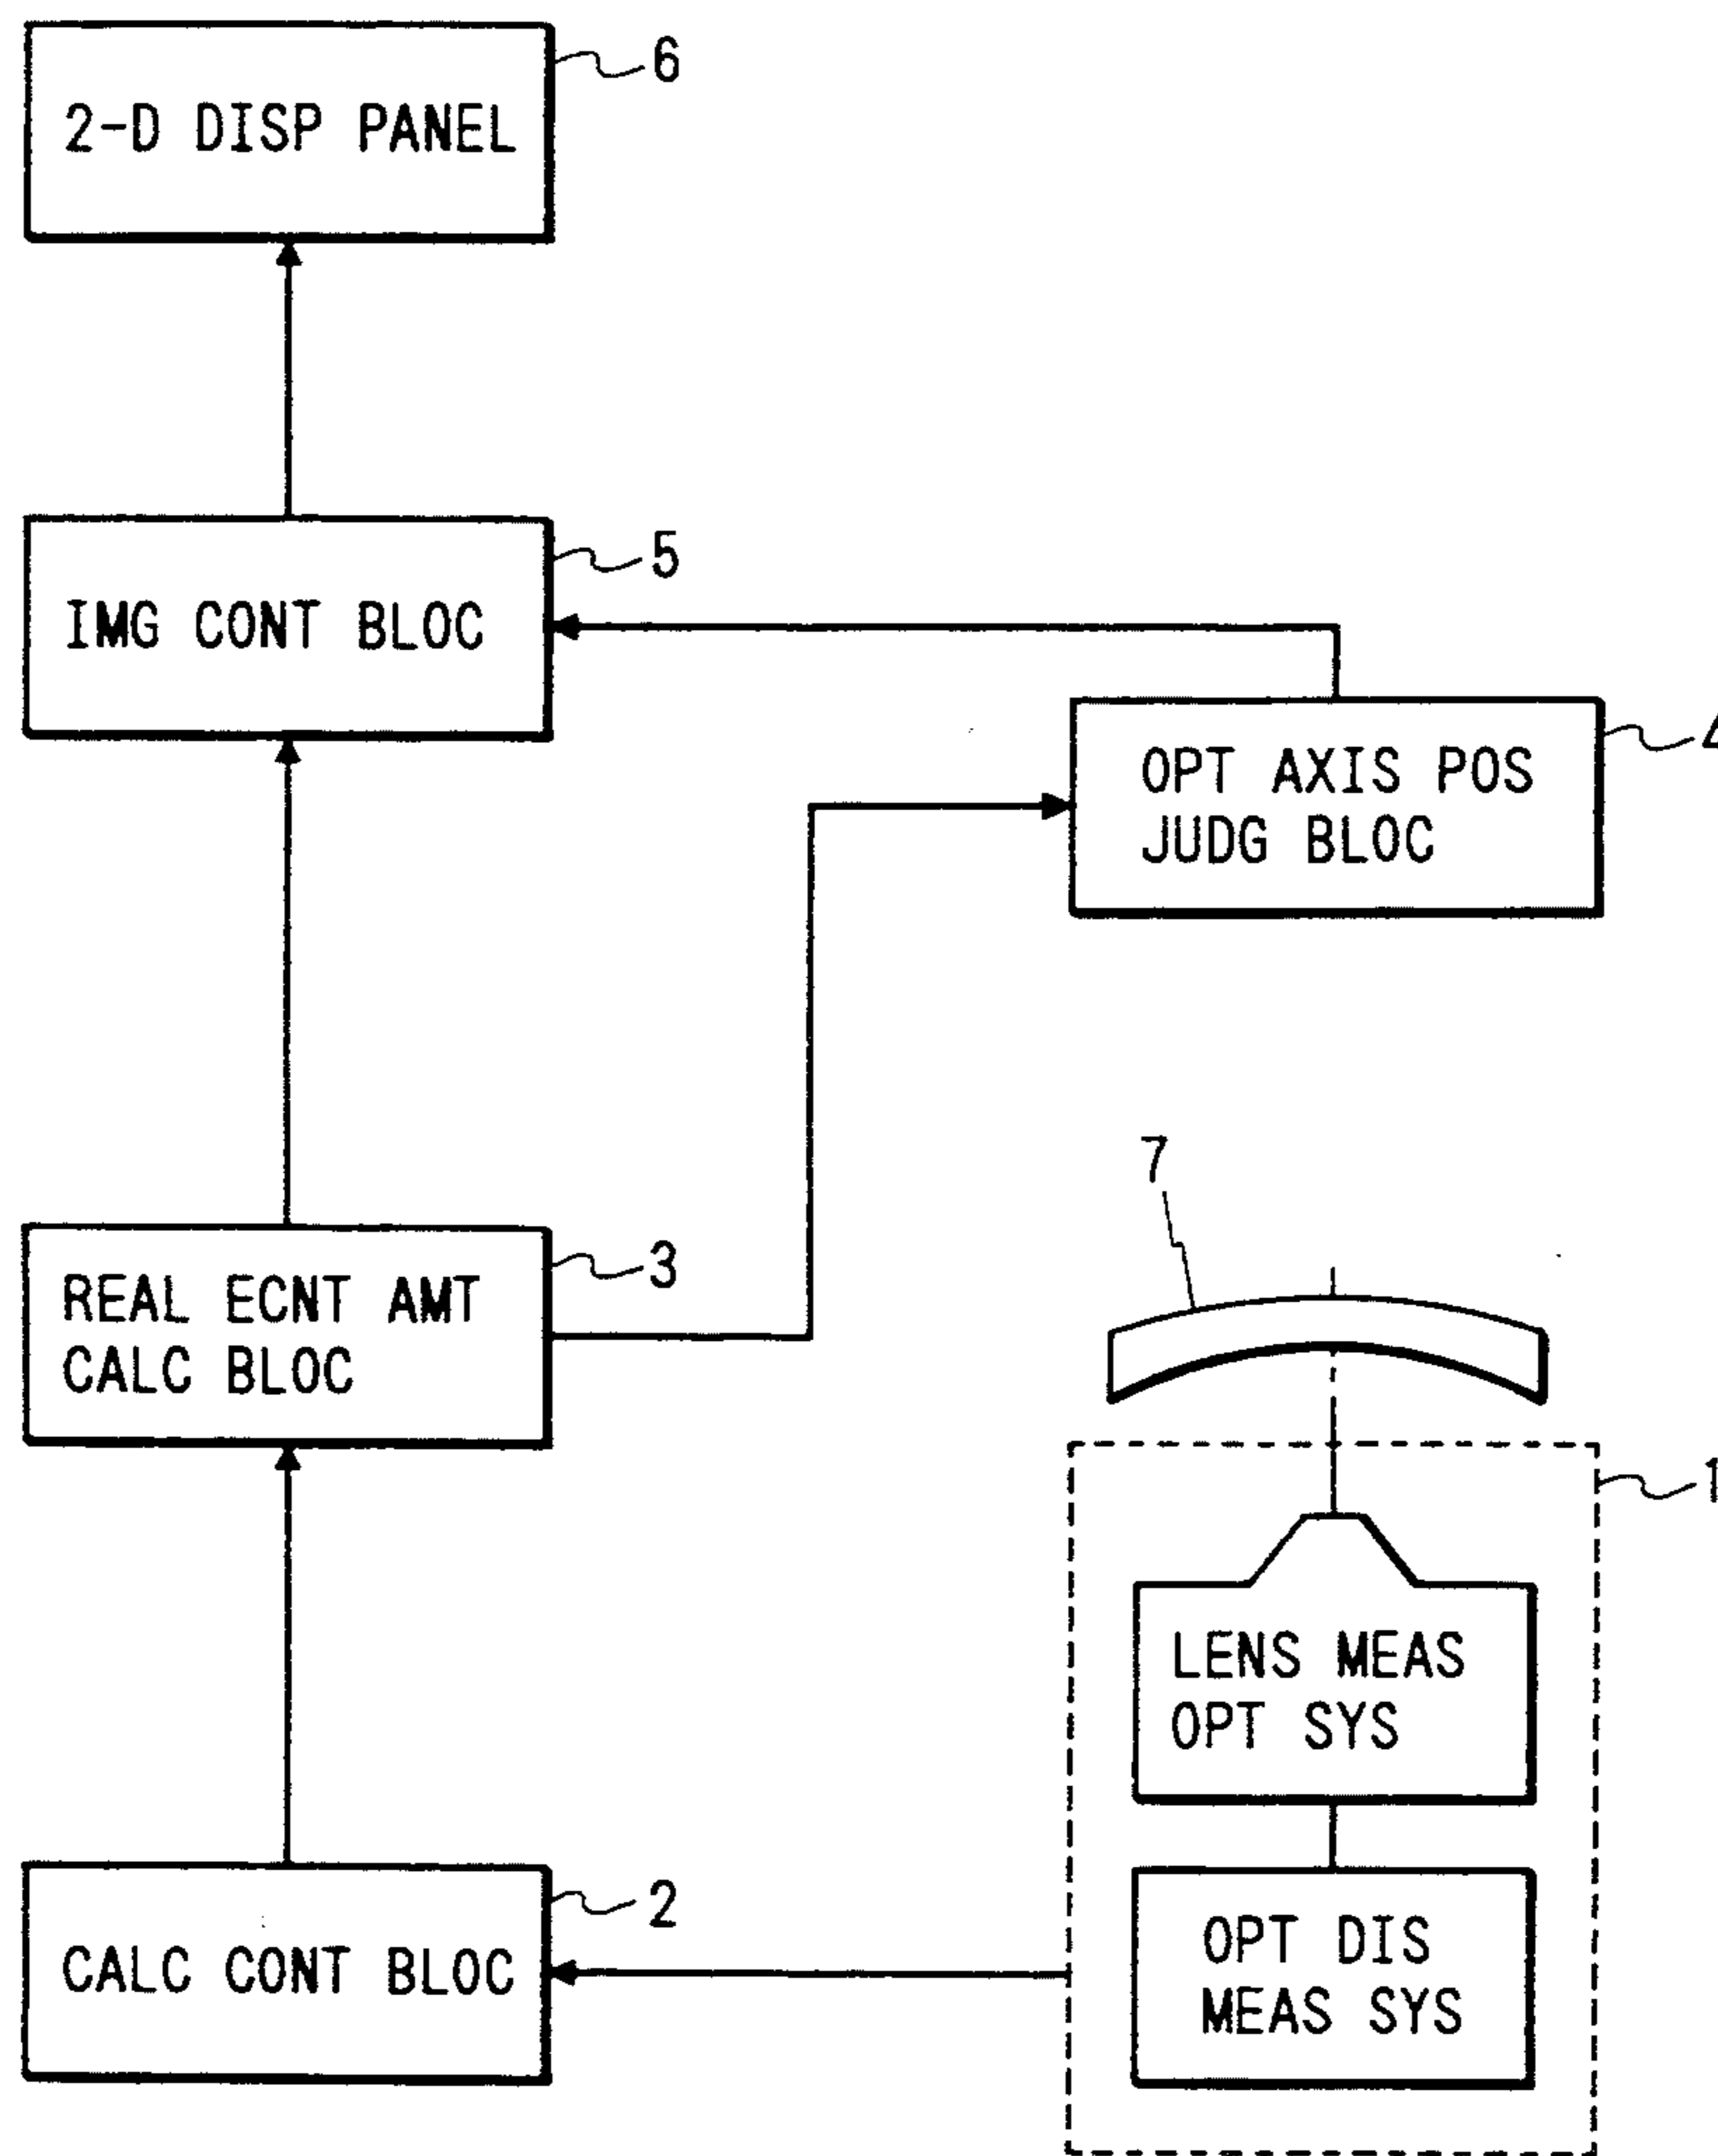 6
2-D DISP PANEL
5
IMG CONT BLOC
4
OPT AXIS POS
JUDG BLOC
7
3
REAL ECNT AMT
CALC BLOC
1
LENS MEAS
OPT SYS
2
CALC CONT BLOC
OPT DIS
MEAS SYS